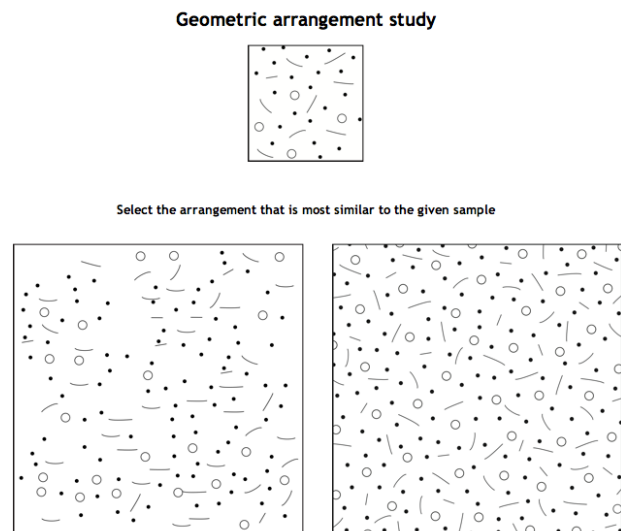 Geometric arrangement study
Select the arrangement that is most similar to the given sample